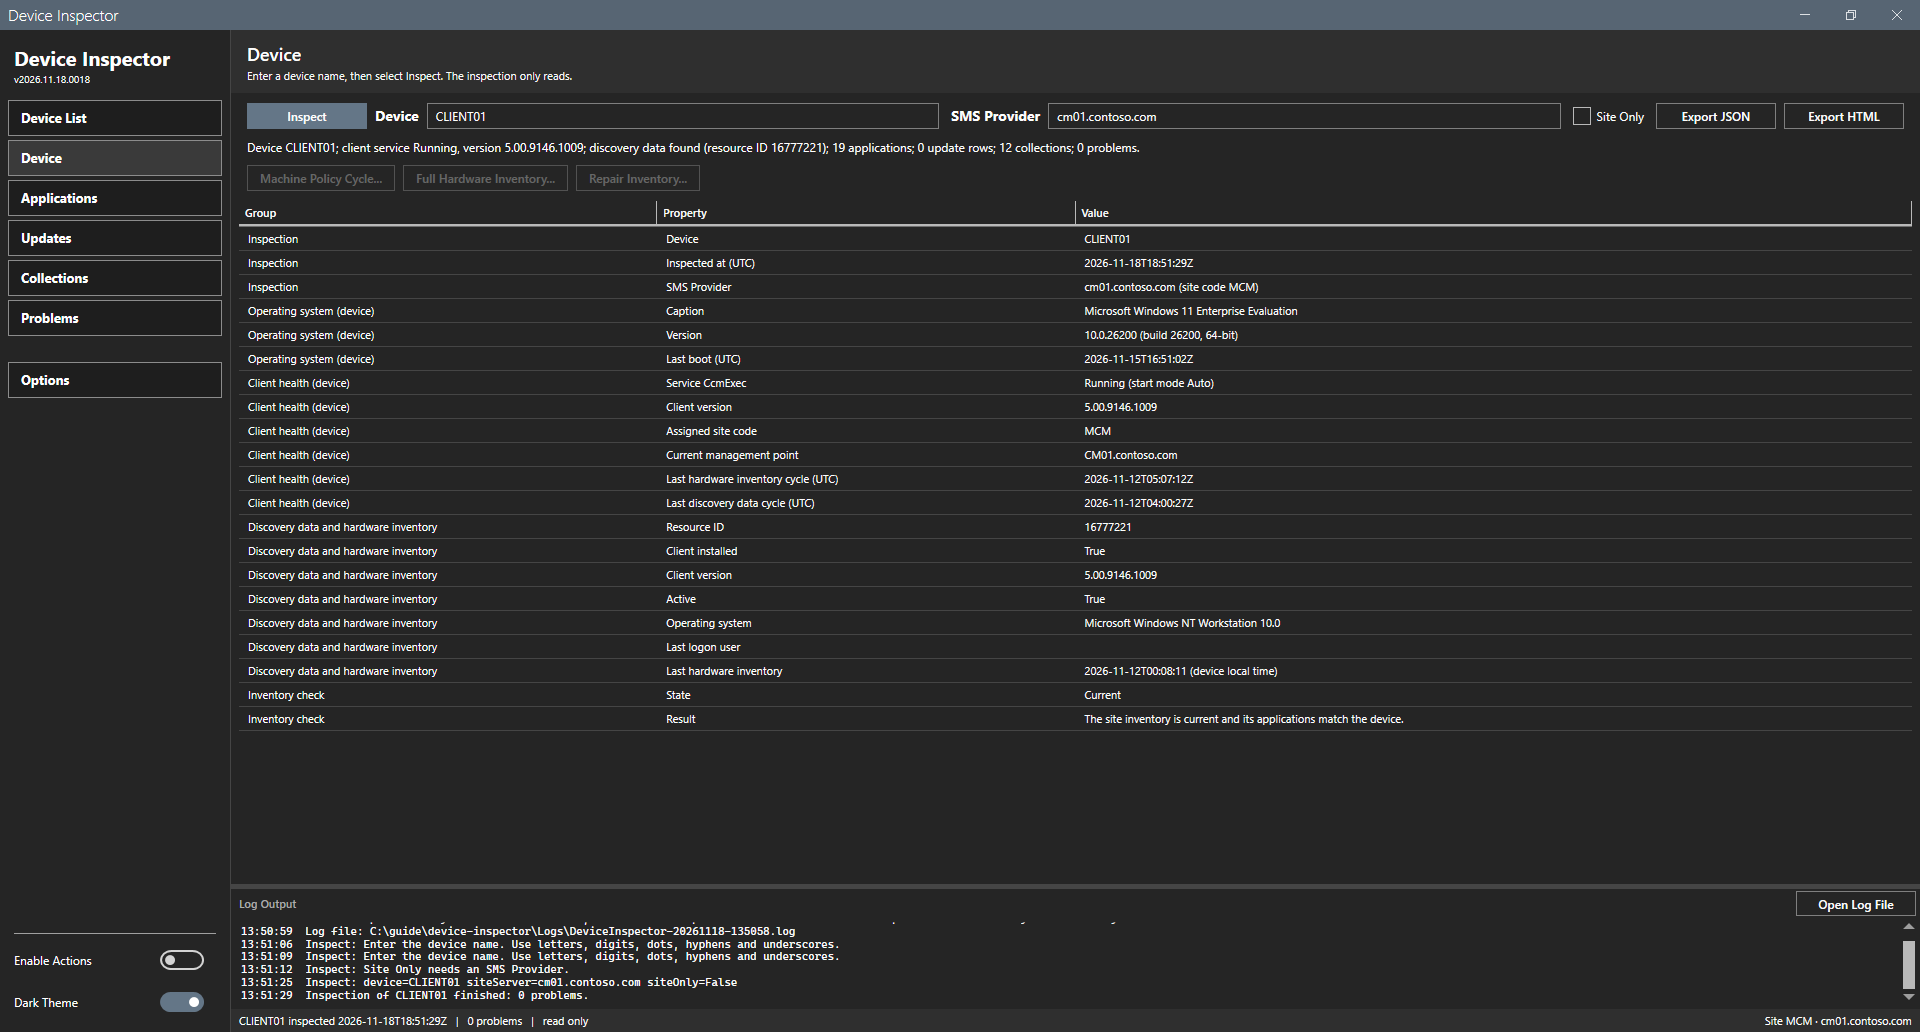 Device Inspector
Device Inspector
v2026.11.18.0018
Device List
Device
Applications
Updates
Collections
Problems
Options
Enable Actions
Dark Theme
Device
Enter a device name, then select Inspect. The inspection only reads.
Inspect Device CLIENT01 SMS Provider cm01.contoso.com Site Only Export JSON Export HTML
Device CLIENT01; client service Running, version 5.00.9146.1009; discovery data found (resource ID 16777221); 19 applications; 0 update rows; 12 collections; 0 problems.
Machine Policy Cycle... Full Hardware Inventory... Repair Inventory...
Group Property Value
Inspection Device CLIENT01
Inspection Inspected at (UTC) 2026-11-18T18:51:29Z
Inspection SMS Provider cm01.contoso.com (site code MCM)
Operating system (device) Caption Microsoft Windows 11 Enterprise Evaluation
Operating system (device) Version 10.0.26200 (build 26200, 64-bit)
Operating system (device) Last boot (UTC) 2026-11-15T16:51:02Z
Client health (device) Service CcmExec Running (start mode Auto)
Client health (device) Client version 5.00.9146.1009
Client health (device) Assigned site code MCM
Client health (device) Current management point CM01.contoso.com
Client health (device) Last hardware inventory cycle (UTC) 2026-11-12T05:07:12Z
Client health (device) Last discovery data cycle (UTC) 2026-11-12T04:00:27Z
Discovery data and hardware inventory Resource ID 16777221
Discovery data and hardware inventory Client installed True
Discovery data and hardware inventory Client version 5.00.9146.1009
Discovery data and hardware inventory Active True
Discovery data and hardware inventory Operating system Microsoft Windows NT Workstation 10.0
Discovery data and hardware inventory Last logon user
Discovery data and hardware inventory Last hardware inventory 2026-11-12T00:08:11 (device local time)
Inventory check State Current
Inventory check Result The site inventory is current and its applications match the device.
Log Output Open Log File
13:50:59 Log file: C:\guide\device-inspector\Logs\DeviceInspector-20261118-135058.log
13:51:06 Inspect: Enter the device name. Use letters, digits, dots, hyphens and underscores.
13:51:09 Inspect: Enter the device name. Use letters, digits, dots, hyphens and underscores.
13:51:12 Inspect: Site Only needs an SMS Provider.
13:51:25 Inspect: device=CLIENT01 siteServer=cm01.contoso.com siteOnly=False
13:51:29 Inspection of CLIENT01 finished: 0 problems.
CLIENT01 inspected 2026-11-18T18:51:29Z | 0 problems | read only Site MCM · cm01.contoso.com